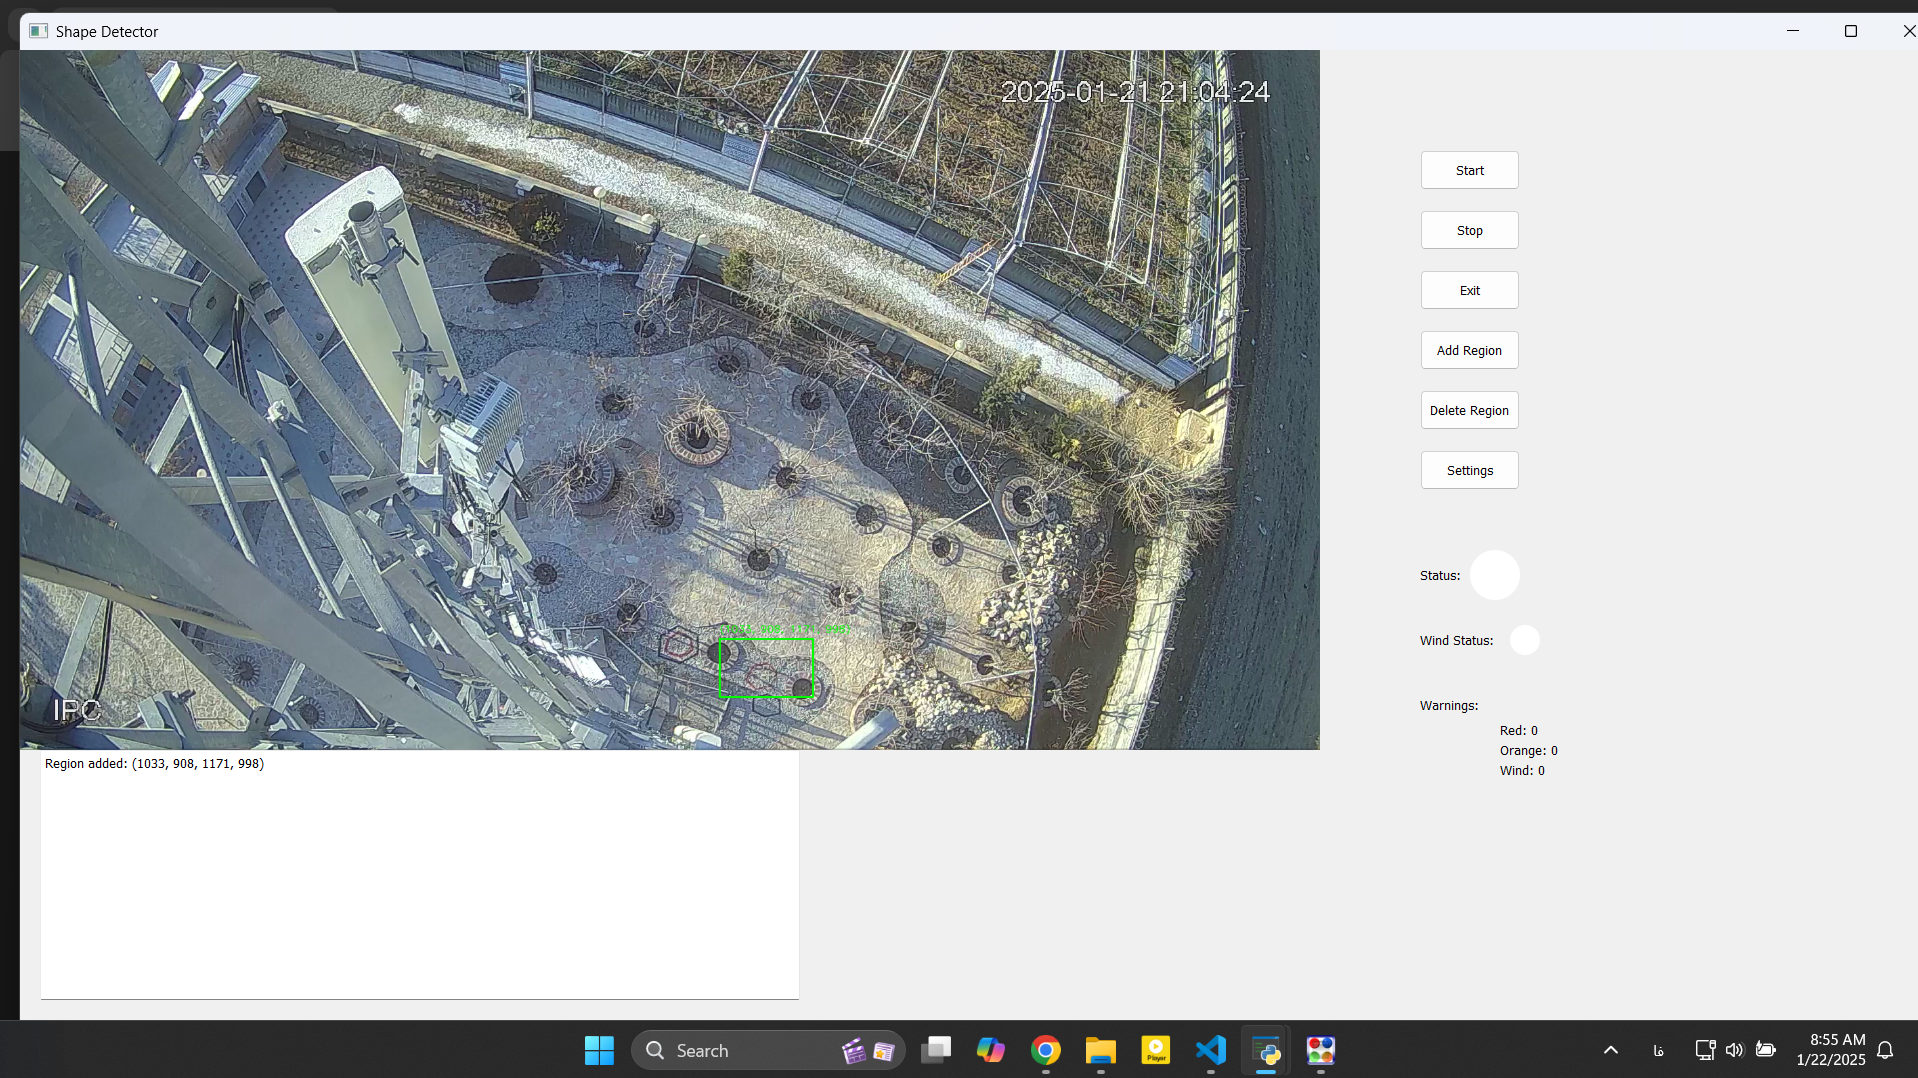 Shape Detector
2025-01-21 21:04:24
Start
Stop
Exit
Add Region
Delete Region
Settings
Status:
Wind Status:
Warnings:
Red: 0
Orange: 0
Wind: 0
IPC
Region added: (1033, 908, 1171, 998)
Search
Player
فا
8:55 AM
1/22/2025